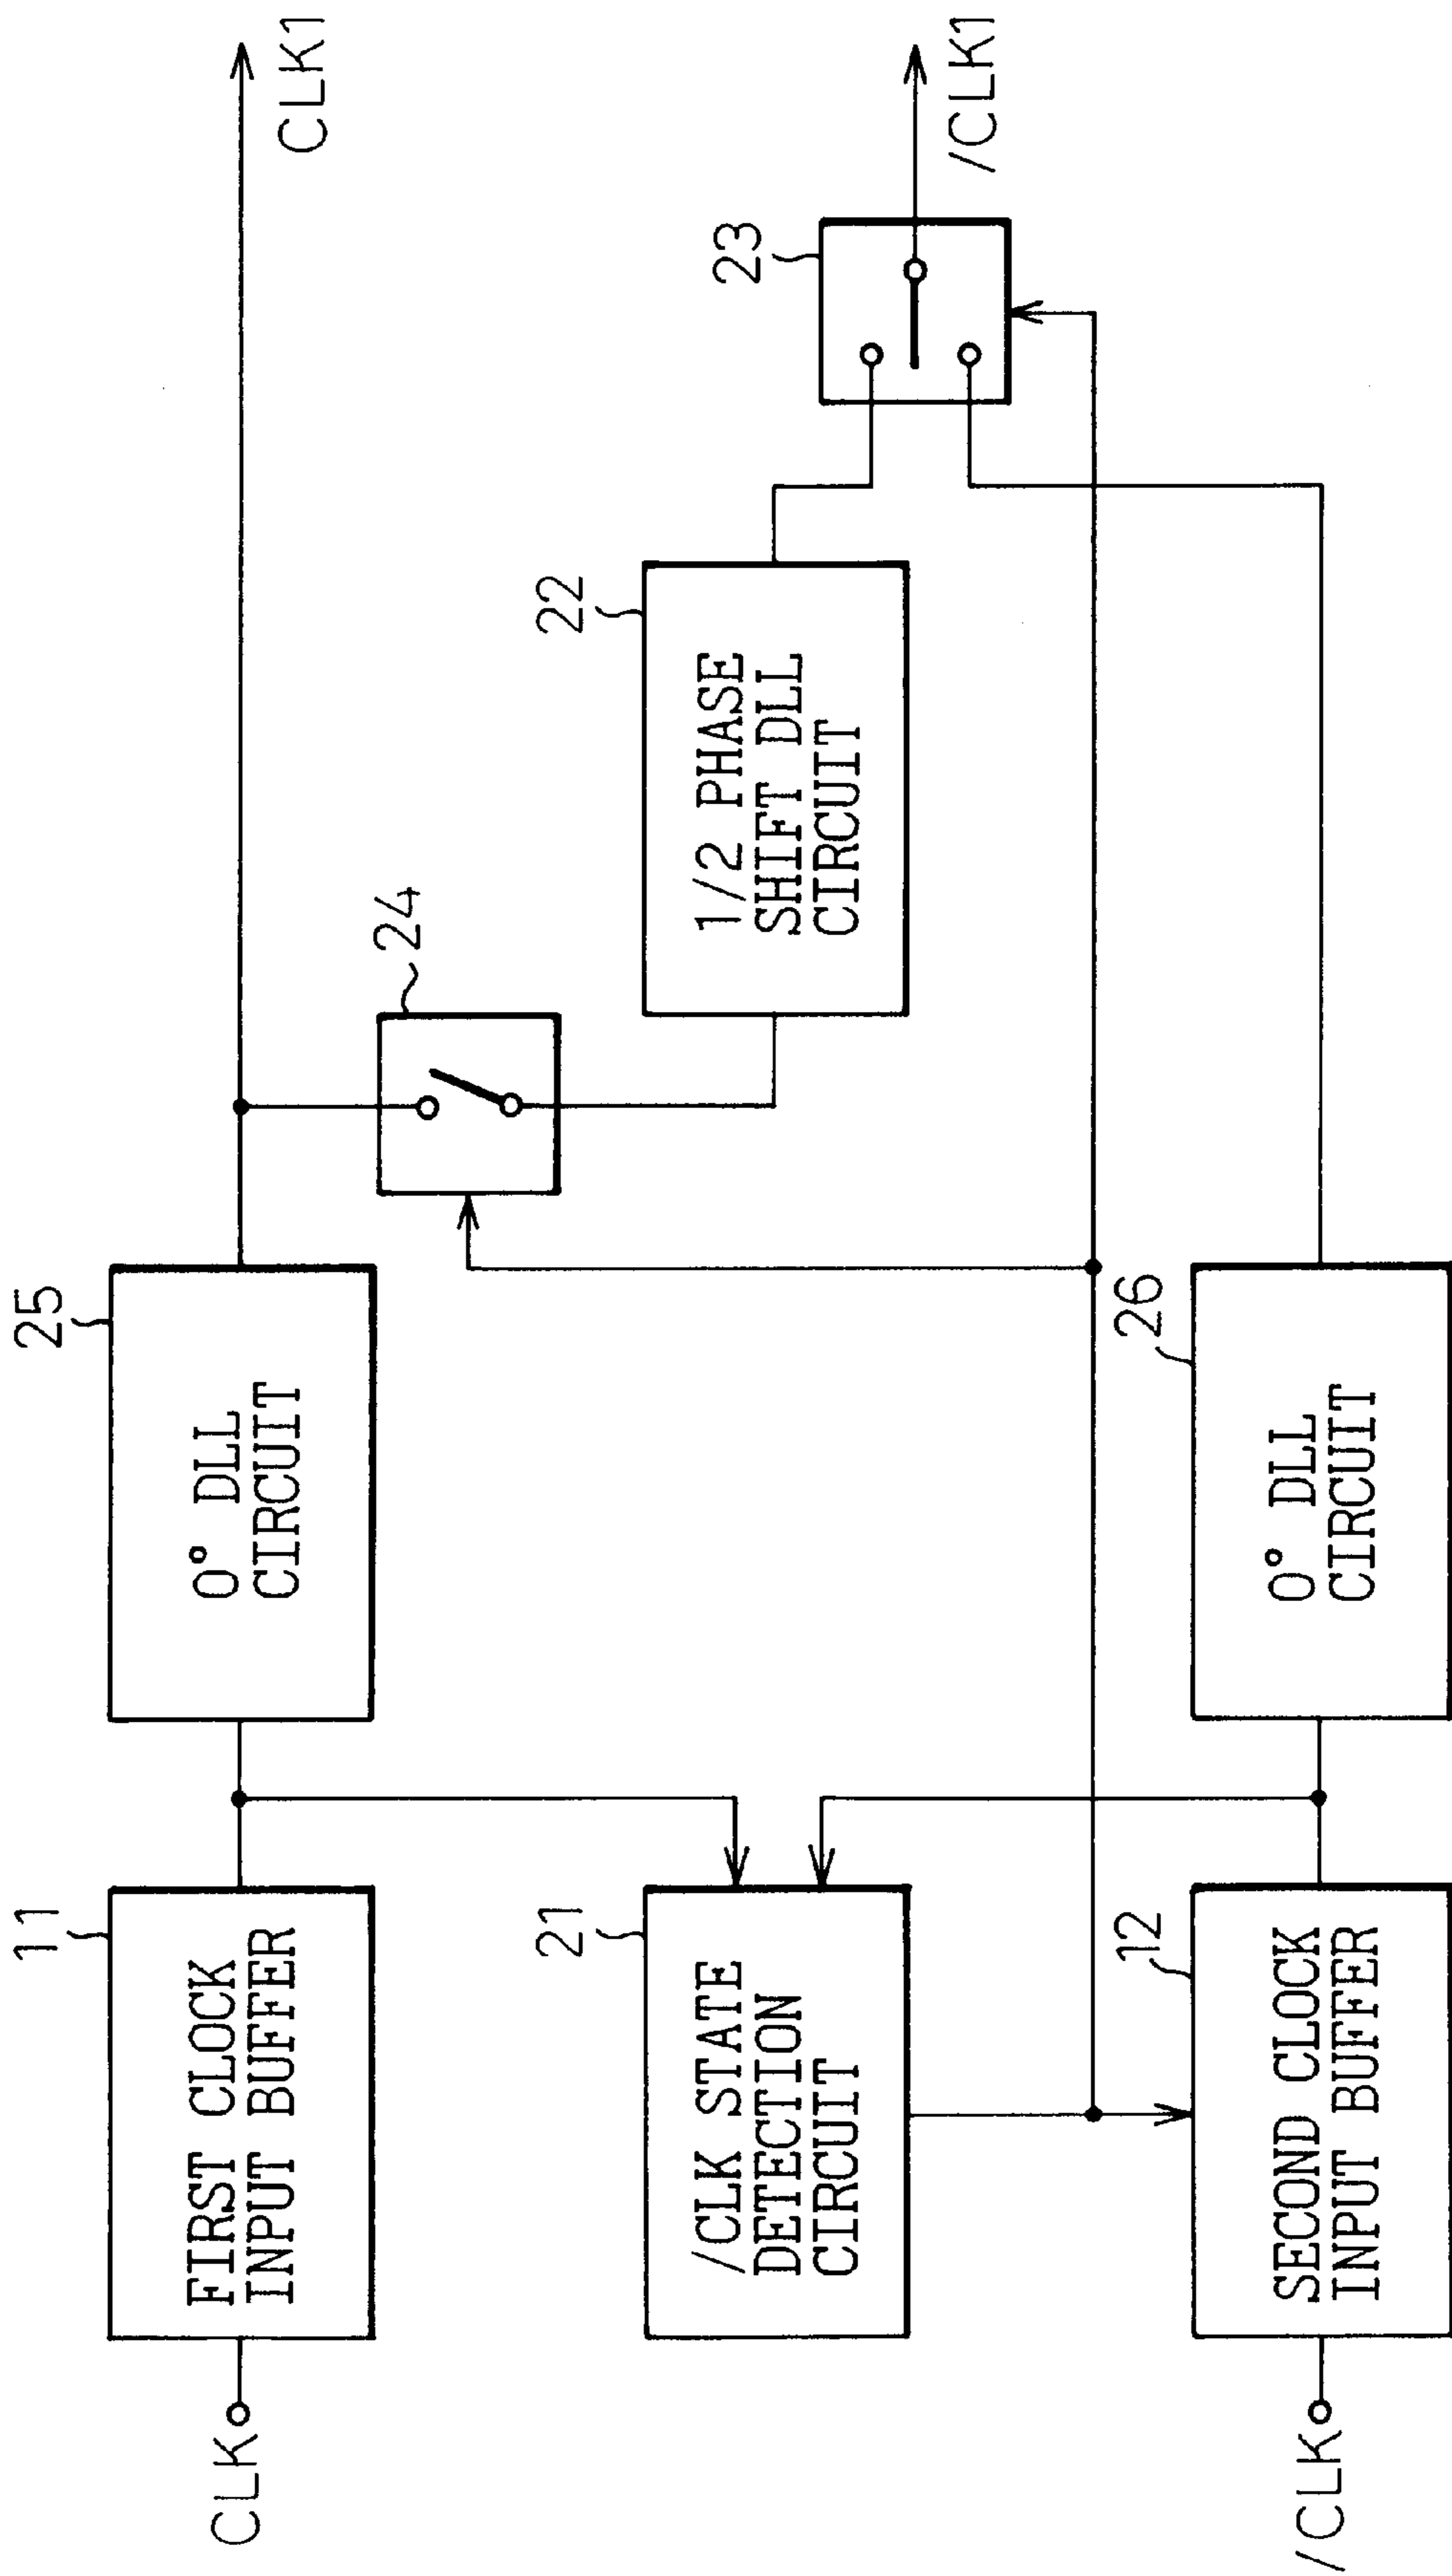 CLK
11
FIRST CLOCK
INPUT BUFFER
25
0° DLL
CIRCUIT
CLK1
24
21
/CLK STATE
DETECTION
CIRCUIT
22
1/2 PHASE
SHIFT DLL
CIRCUIT
23
/CLK1
/CLK
12
SECOND CLOCK
INPUT BUFFER
26
0° DLL
CIRCUIT